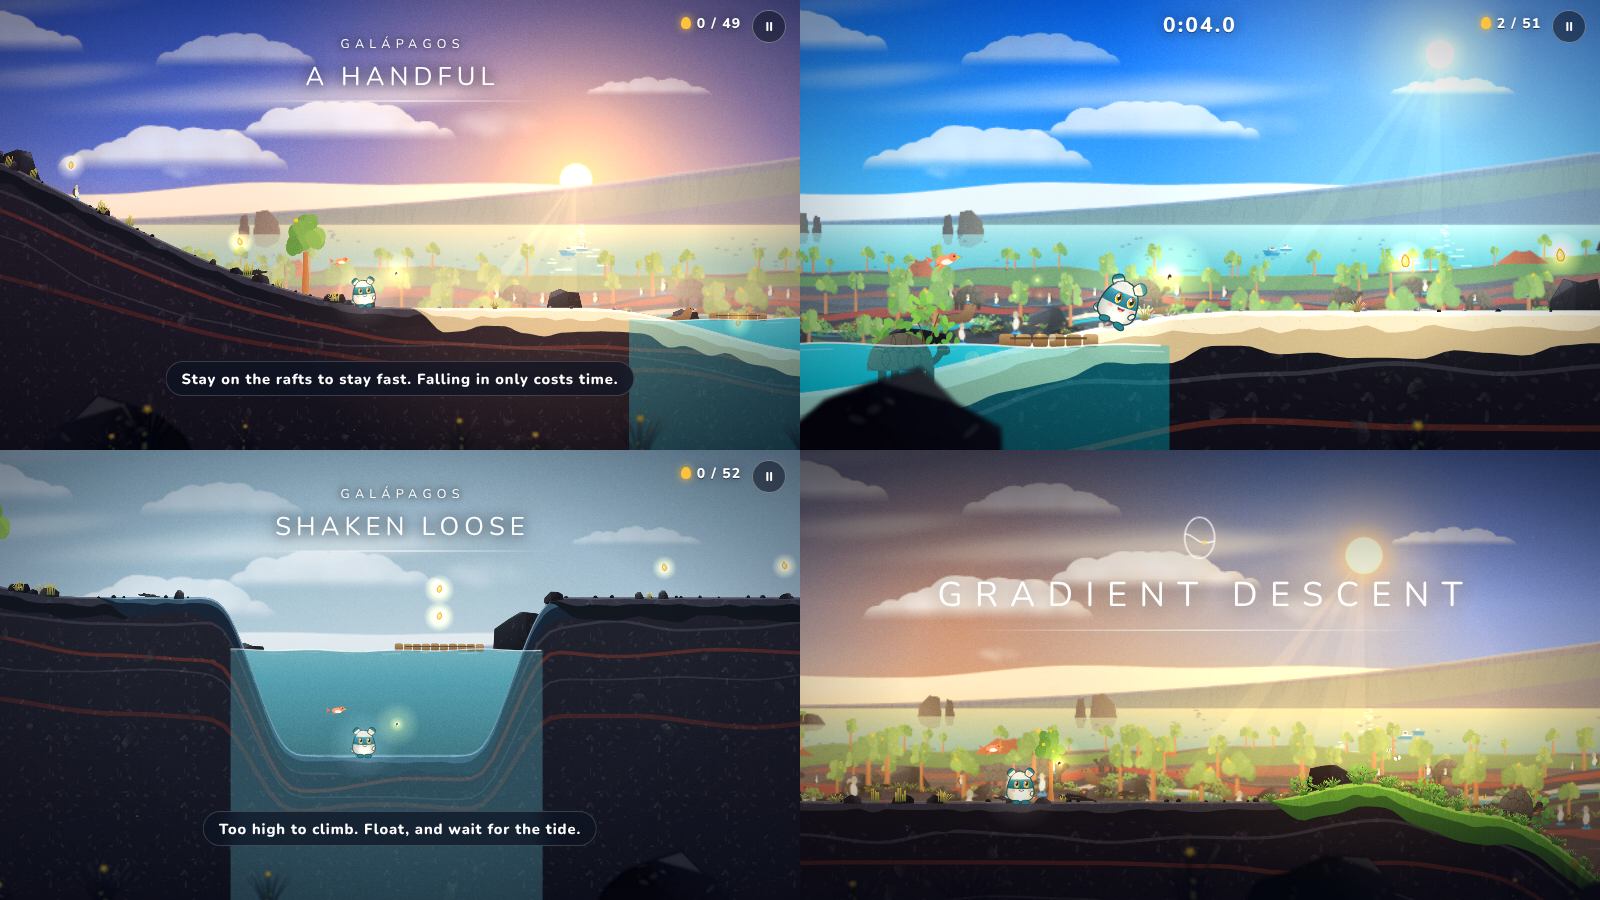 0 / 49
GALÁPAGOS
A HANDFUL
Stay on the rafts to stay fast. Falling in only costs time.
0:04.0
2 / 51
0 / 52
GALÁPAGOS
SHAKEN LOOSE
Too high to climb. Float, and wait for the tide.
GRADIENT DESCENT